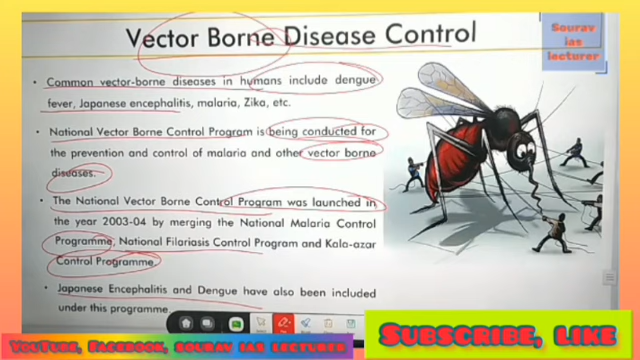 Vector Borne Disease Control
Sourav
ias
lecturer
• Common vector-borne diseases in humans include dengue
fever, Japanese encephalitis, malaria, Zika, etc.
• National Vector Borne Control Program is being conducted for
the prevention and control of malaria and other vector borne
diseases.
• The National Vector Borne Control Program was launched in
the year 2003-04 by merging the National Malaria Control
Programme, National Filariasis Control Program and Kala-azar
Control Programme.
• Japanese Encephalitis and Dengue have also been included
under this programme.
YouTube, Facebook, sourav ias lecturer
Subscribe, like